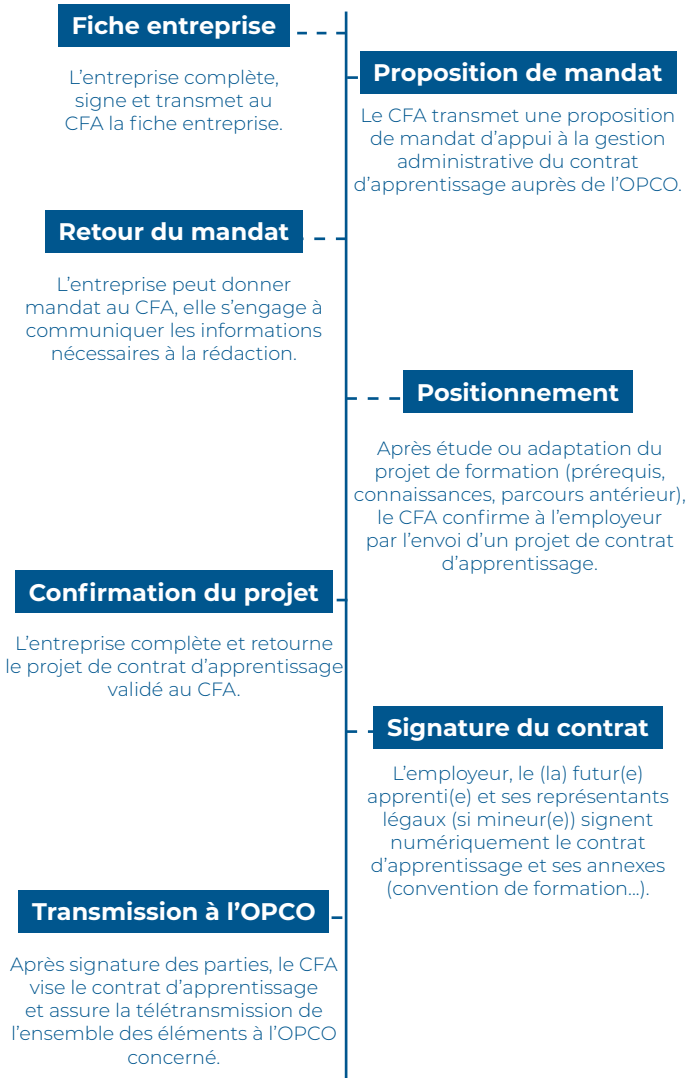 Fiche entreprise
L’entreprise complète,
signe et transmet au
CFA la fiche entreprise.
Proposition de mandat
Le CFA transmet une proposition
de mandat d’appui à la gestion
administrative du contrat
d’apprentissage auprès de l’OPCO.
Retour du mandat
L’entreprise peut donner
mandat au CFA, elle s’engage à
communiquer les informations
nécessaires à la rédaction.
Positionnement
Après étude ou adaptation du
projet de formation (prérequis,
connaissances, parcours antérieur),
le CFA confirme à l’employeur
par l’envoi d’un projet de contrat
d’apprentissage.
Confirmation du projet
L’entreprise complète et retourne
le projet de contrat d’apprentissage
validé au CFA.
Signature du contrat
L’employeur, le (la) futur(e)
apprenti(e) et ses représentants
légaux (si mineur(e)) signent
numériquement le contrat
d’apprentissage et ses annexes
(convention de formation...).
Transmission à l’OPCO
Après signature des parties, le CFA
vise le contrat d’apprentissage
et assure la télétransmission de
l’ensemble des éléments à l’OPCO
concerné.